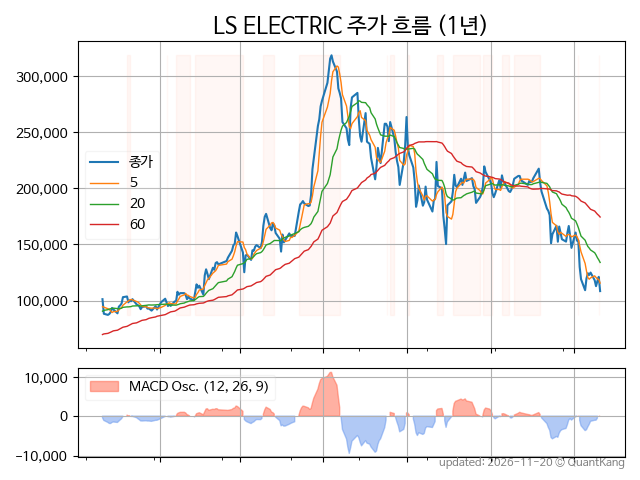 LS ELECTRIC 주가 흐름 (1년)
300,000
250,000
200,000
150,000
100,000
종가
5
20
60
10,000
0
−10,000
MACD Osc. (12, 26, 9)
updated: 2026-11-20 © QuantKang